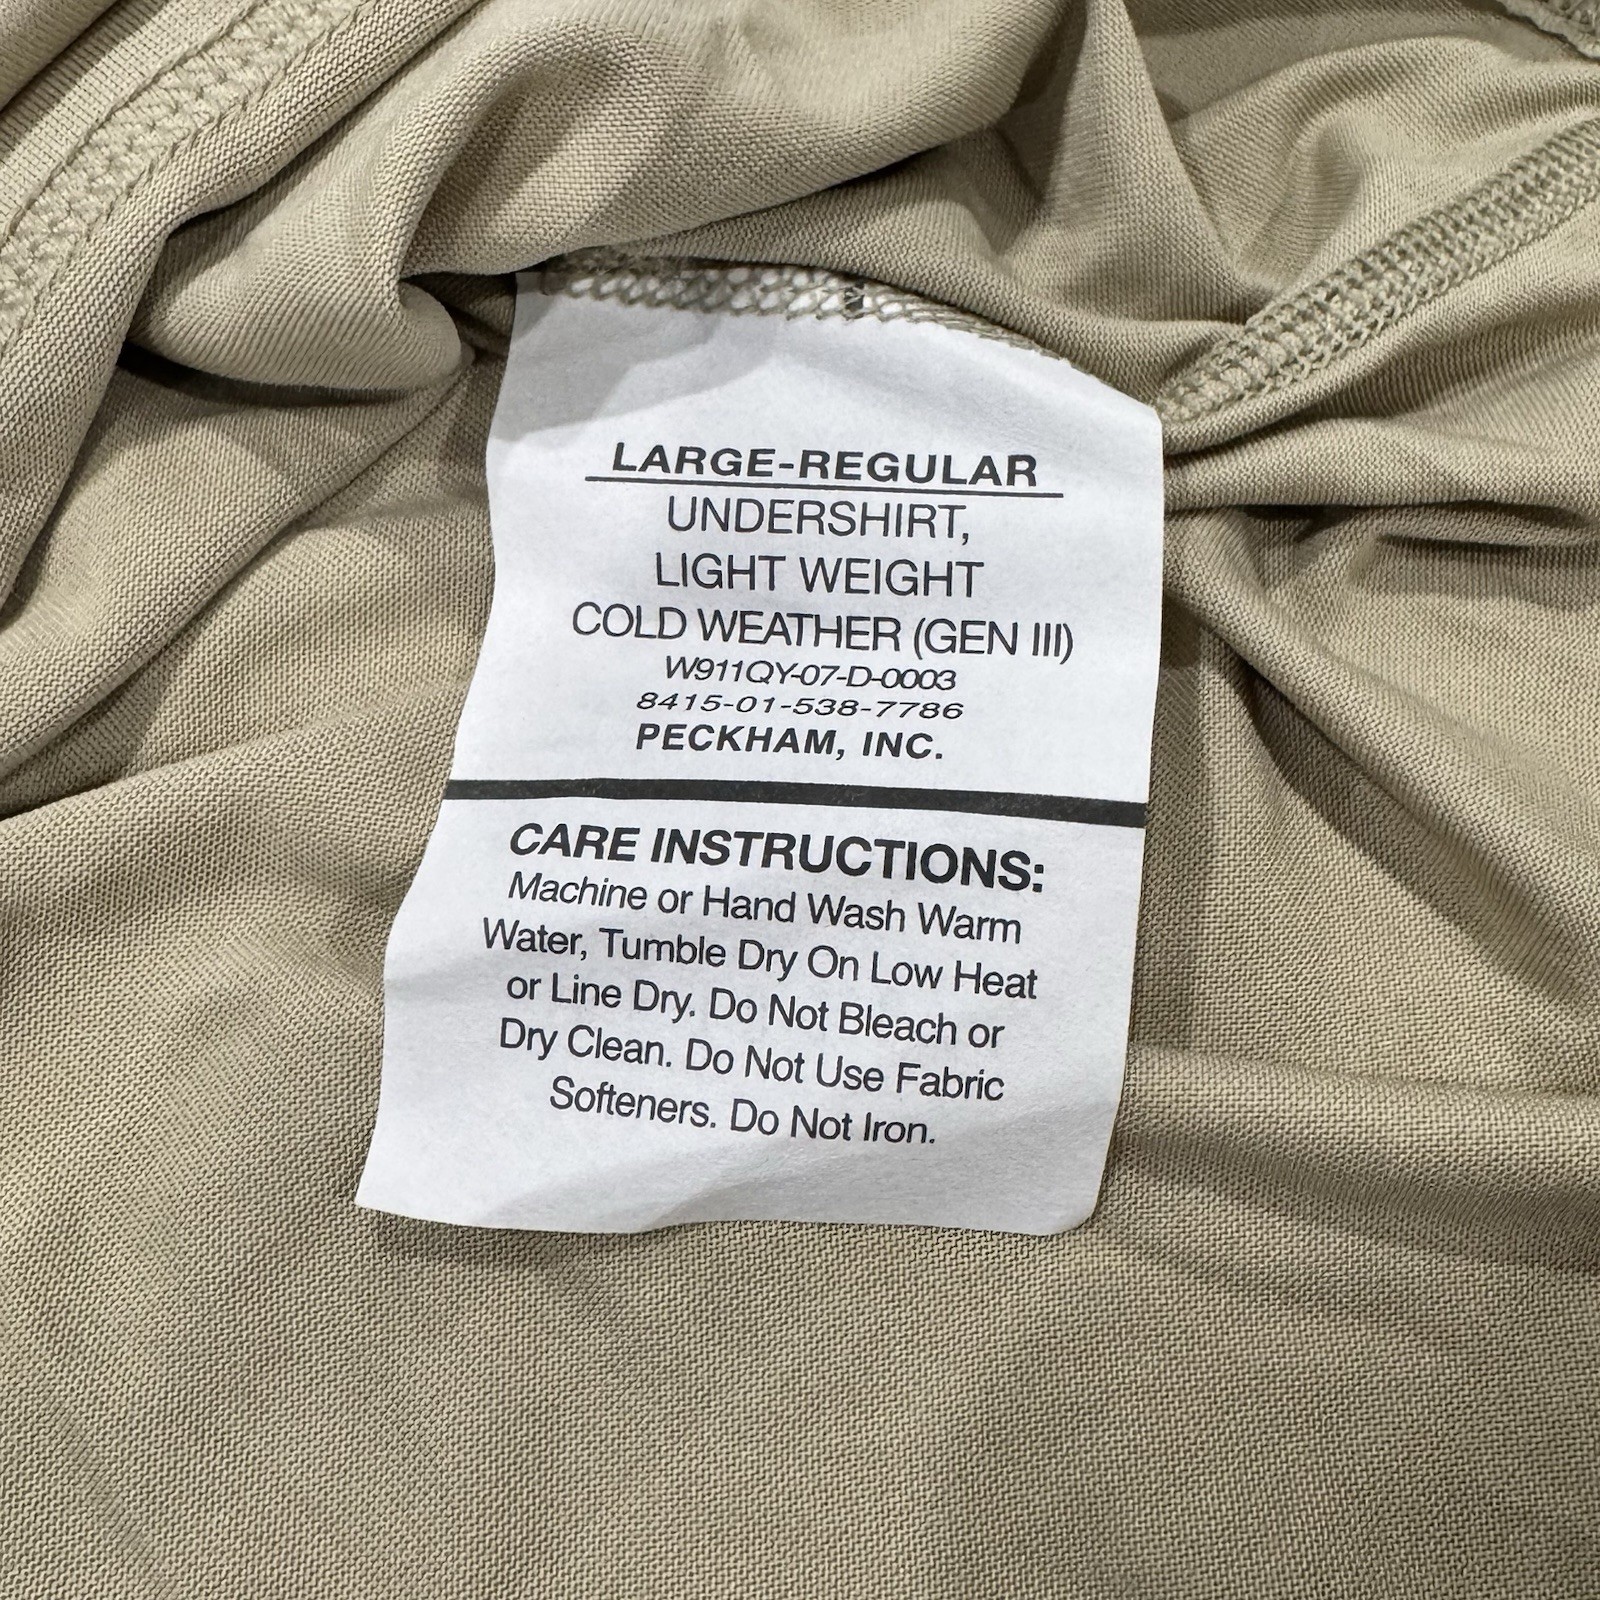 LARGE-REGULAR
UNDERSHIRT,
LIGHT WEIGHT
COLD WEATHER (GEN III)
W911QY-07-D-0003
8415-01-538-7786
PECKHAM, INC.
CARE INSTRUCTIONS:
Machine or Hand Wash Warm
Water, Tumble Dry On Low Heat
or Line Dry. Do Not Bleach or
Dry Clean. Do Not Use Fabric
Softeners. Do Not Iron.